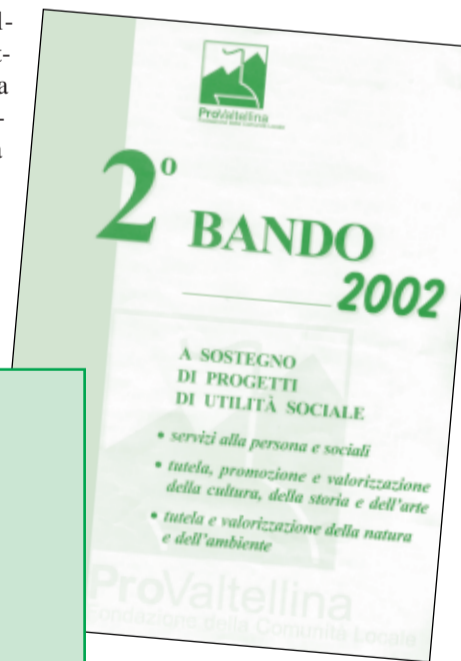 l-
t-
a
-
ProValtellina
2° BANDO
2002
A SOSTEGNO
DI PROGETTI
DI UTILITÀ SOCIALE
• servizi alla persona e sociali
• tutela, promozione e valorizzazione
della cultura, della storia e dell'arte
• tutela e valorizzazione della natura
e dell'ambiente
ProValtellina
Fondazione della Comunità Locale